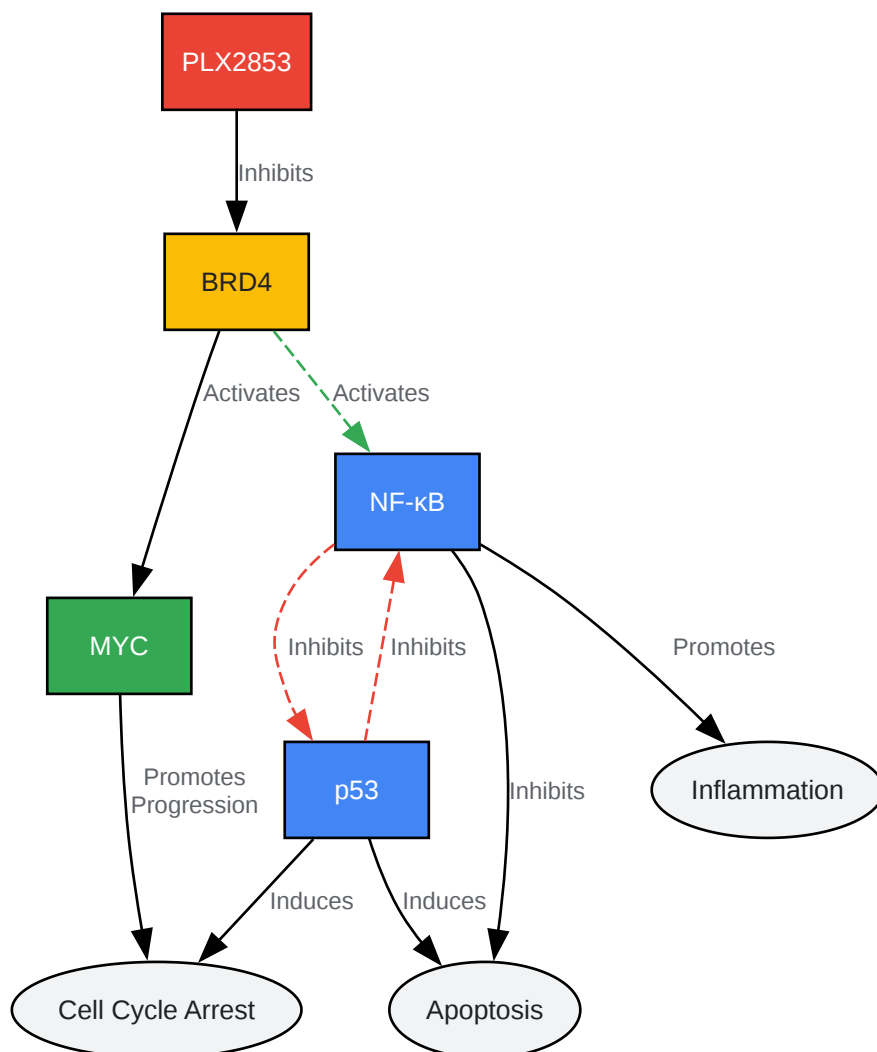 PLX2853
Inhibits
BRD4
Activates
Activates
NF-κB
MYC
Inhibits
Inhibits
Promotes
Promotes
Progression
p53
Inhibits
Inflammation
Induces
Induces
Cell Cycle Arrest
Apoptosis